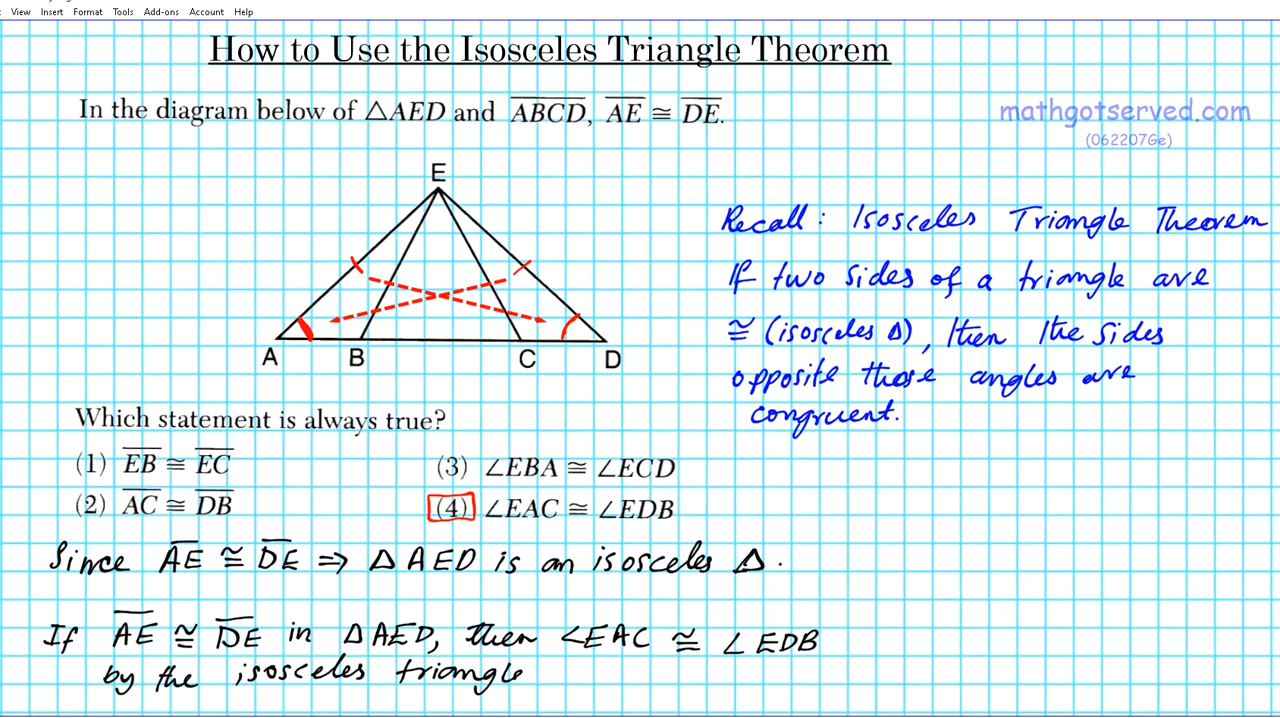 View Insert Format Tools Add-ons Account Help
How to Use the Isosceles Triangle Theorem
In the diagram below of △AED and ABCD, AE ≅ DE.
mathgotserved.com
(062207Ge)
E
A B C D
Recall: Isosceles Triangle Theorem
If two sides of a triangle are
≅ (isosceles Δ), then the sides
opposite those angles are
congruent.
Which statement is always true?
(1) EB ≅ EC
(3) ∠EBA ≅ ∠ECD
(2) AC ≅ DB
(4) ∠EAC ≅ ∠EDB
Since AE ≅ DE ⇒ Δ AED is an isosceles Δ.
If AE ≅ DE in ΔAED, then ∠EAC ≅ ∠EDB
by the isosceles triangle